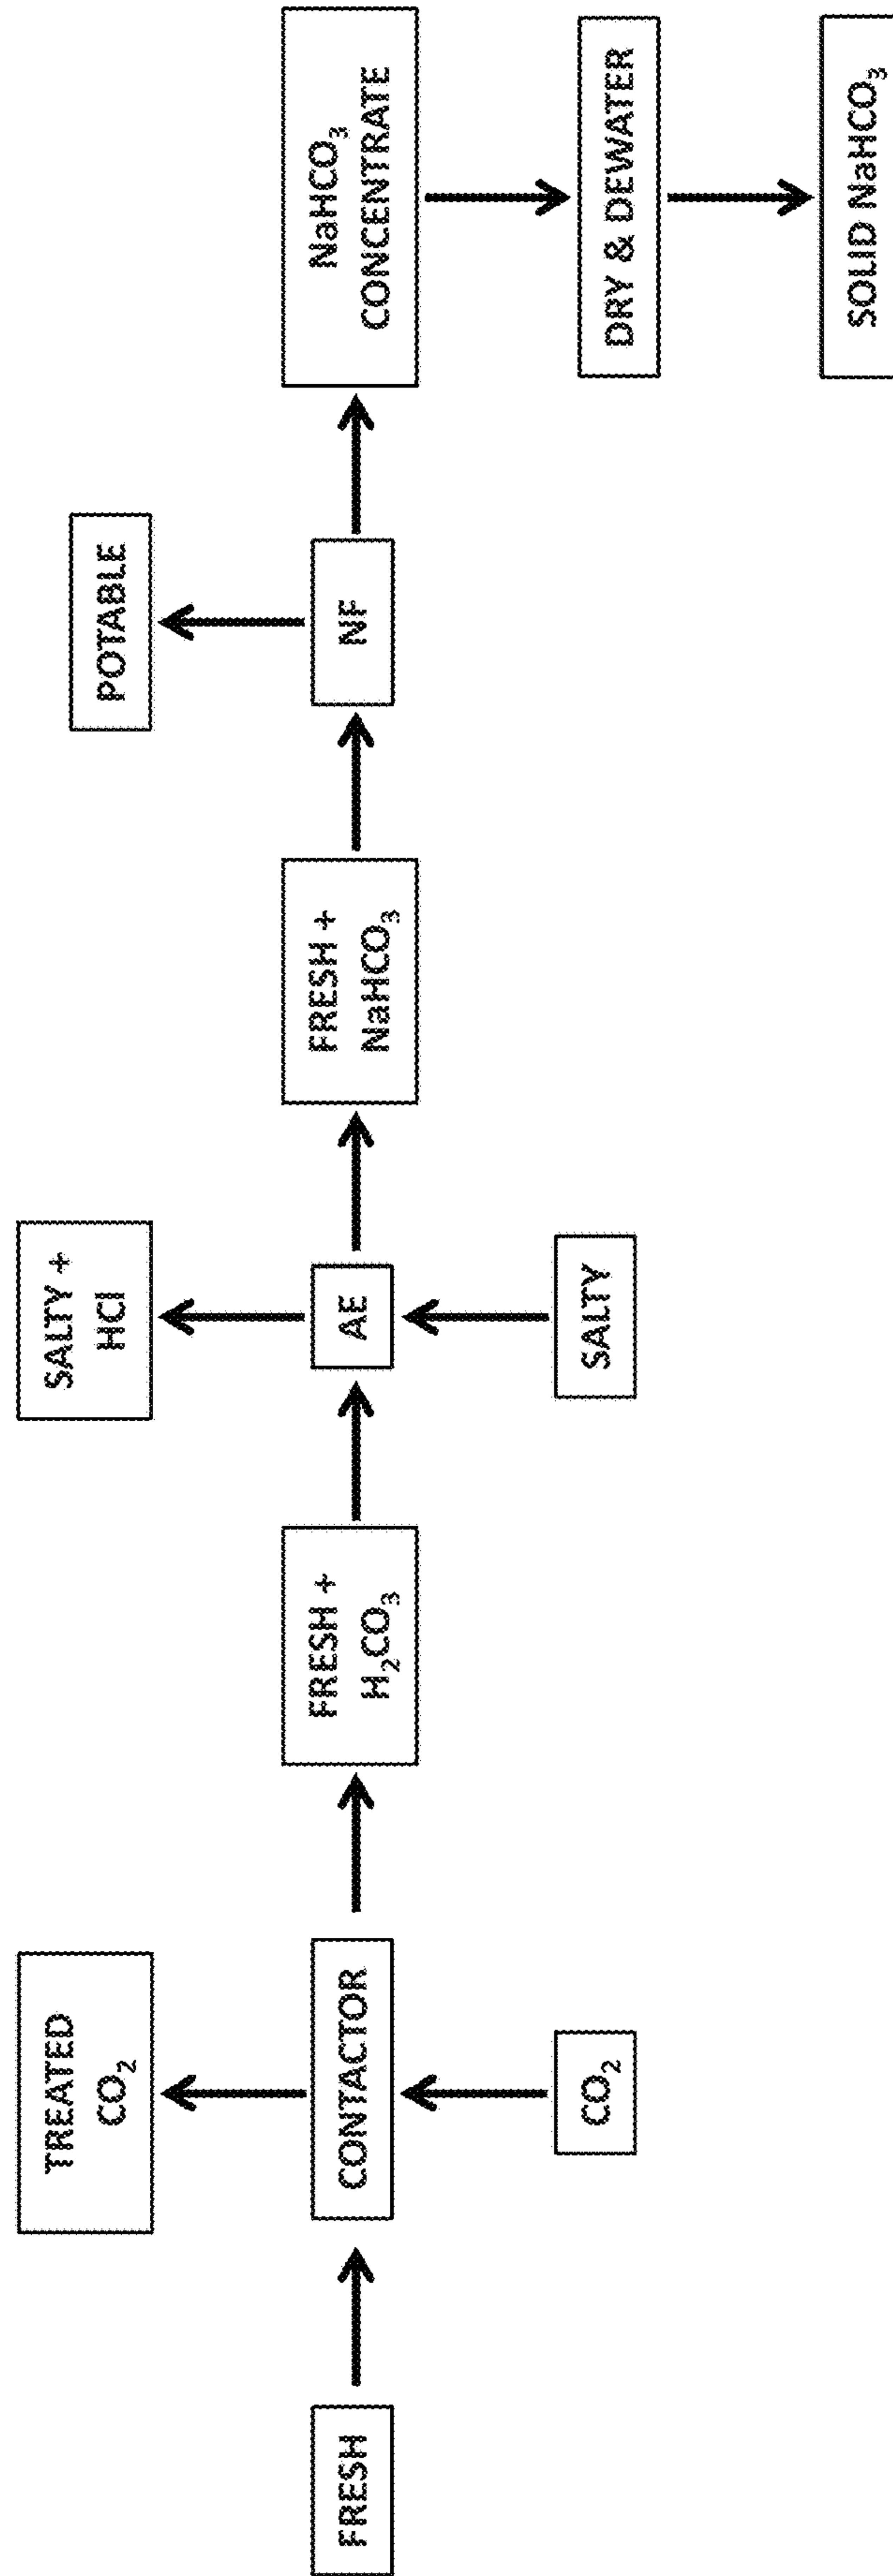 FRESH
CONTACTOR
CO₂
TREATED
CO₂
FRESH +
H₂CO₃
AE
SALTY
SALTY +
HCl
FRESH +
NaHCO₃
NF
POTABLE
NaHCO₃
CONCENTRATE
DRY & DEWATER
SOLID NaHCO₃